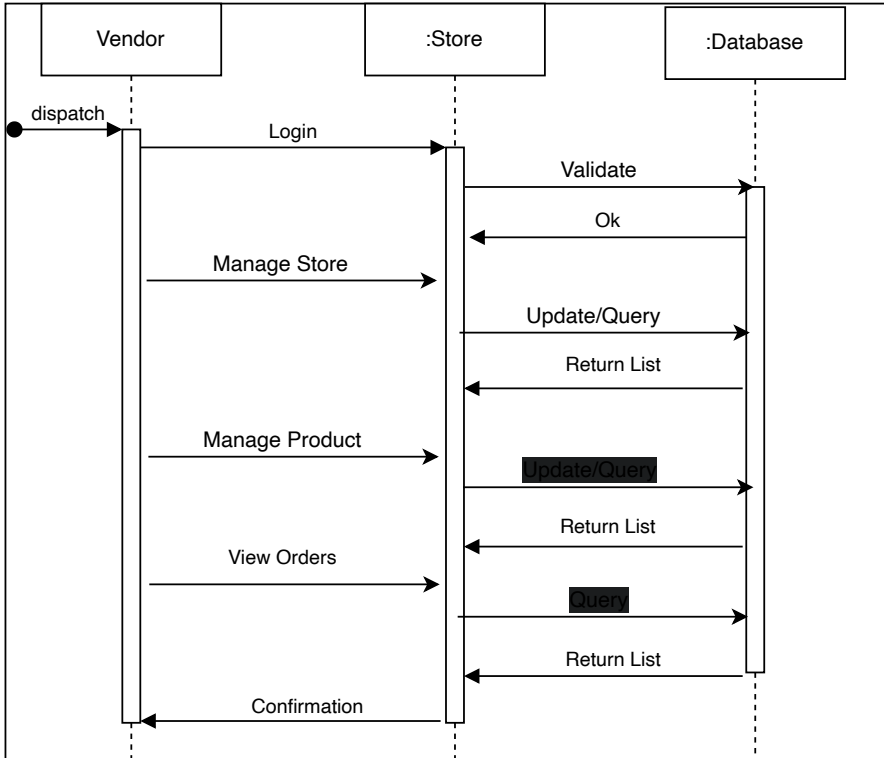 Vendor
:Store
:Database
dispatch
Login
Validate
Ok
Manage Store
Update/Query
Return List
Manage Product
Update/Query
Return List
View Orders
Query
Return List
Confirmation